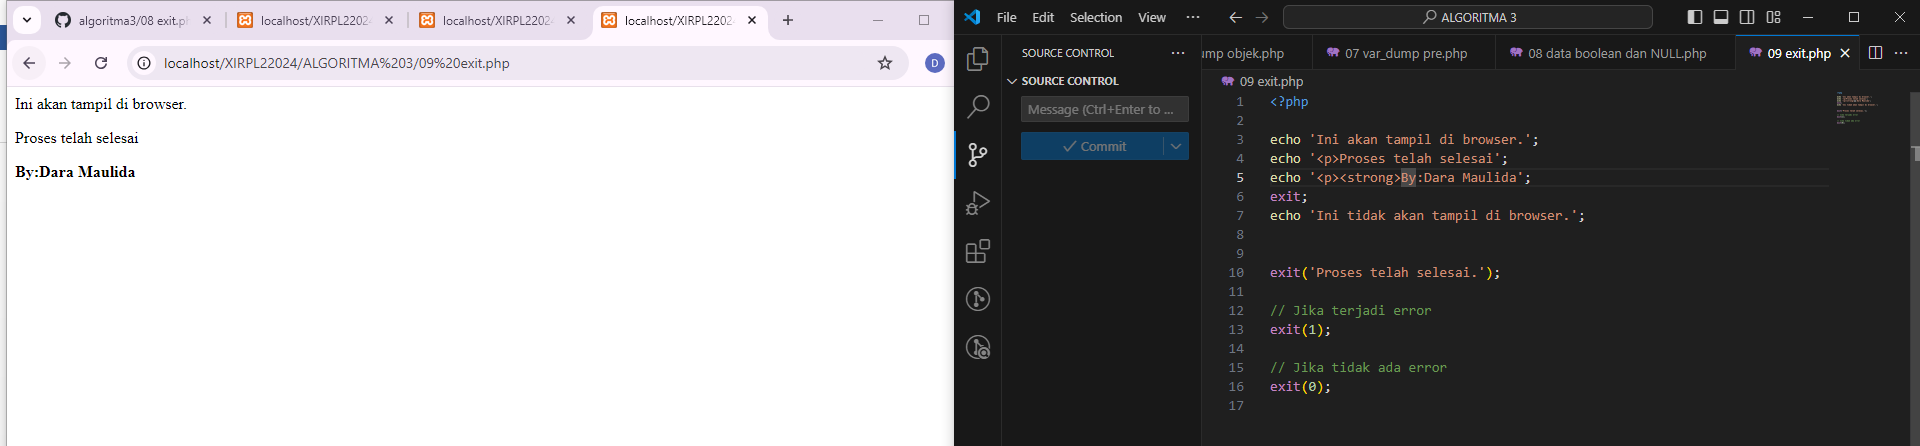 algoritma3/08 exit.ph
localhost/XIRPL2202
localhost/XIRPL22024
localhost/XIRPL2202
localhost/XIRPL22024/ALGORITMA%203/09%20exit.php
D
Ini akan tampil di browser.
Proses telah selesai
By:Dara Maulida
File Edit Selection View
ALGORITMA 3
SOURCE CONTROL
SOURCE CONTROL
Message (Ctrl+Enter to ...
Commit
ump objek.php
07 var_dump pre.php
08 data boolean dan NULL.php
09 exit.php
09 exit.php
1 <?php
2
3 echo 'Ini akan tampil di browser.';
4 echo '<p>Proses telah selesai';
5 echo '<p><strong>By:Dara Maulida';
6 exit;
7 echo 'Ini tidak akan tampil di browser.';
8
9
10 exit('Proses telah selesai.');
11
12 // Jika terjadi error
13 exit(1);
14
15 // Jika tidak ada error
16 exit(0);
17